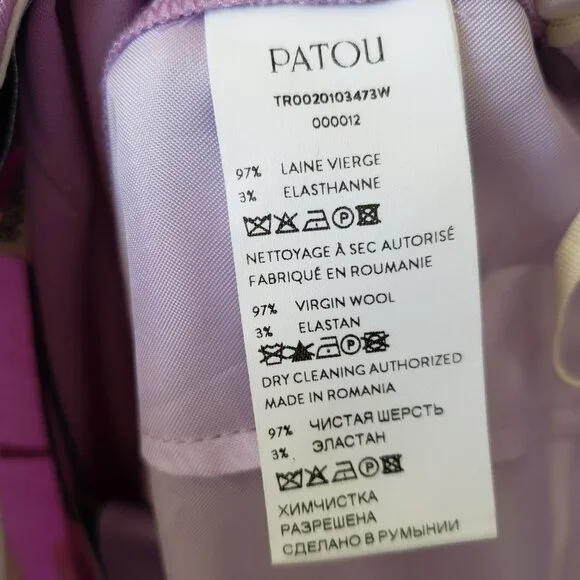 PATOU
TR0020103473W
000012
97% LAINE VIERGE
3% ELASTHANNE
NETTOYAGE À SEC AUTORISÉ
FABRIQUÉ EN ROUMANIE
97% VIRGIN WOOL
3% ELASTAN
DRY CLEANING AUTHORIZED
MADE IN ROMANIA
97% ЧИСТАЯ ШЕРСТЬ
3% ЭЛАСТАН
ХИМЧИСТКА
РАЗРЕШЕНА
СДЕЛАНО В РУМЫНИИ